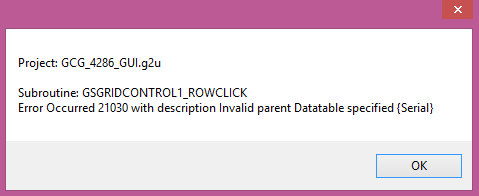 Project: GCG_4286_GUI.g2u
Subroutine: GSGRIDCONTROL1_ROWCLICK
Error Occurred 21030 with description Invalid parent Datatable specified {Serial}
OK